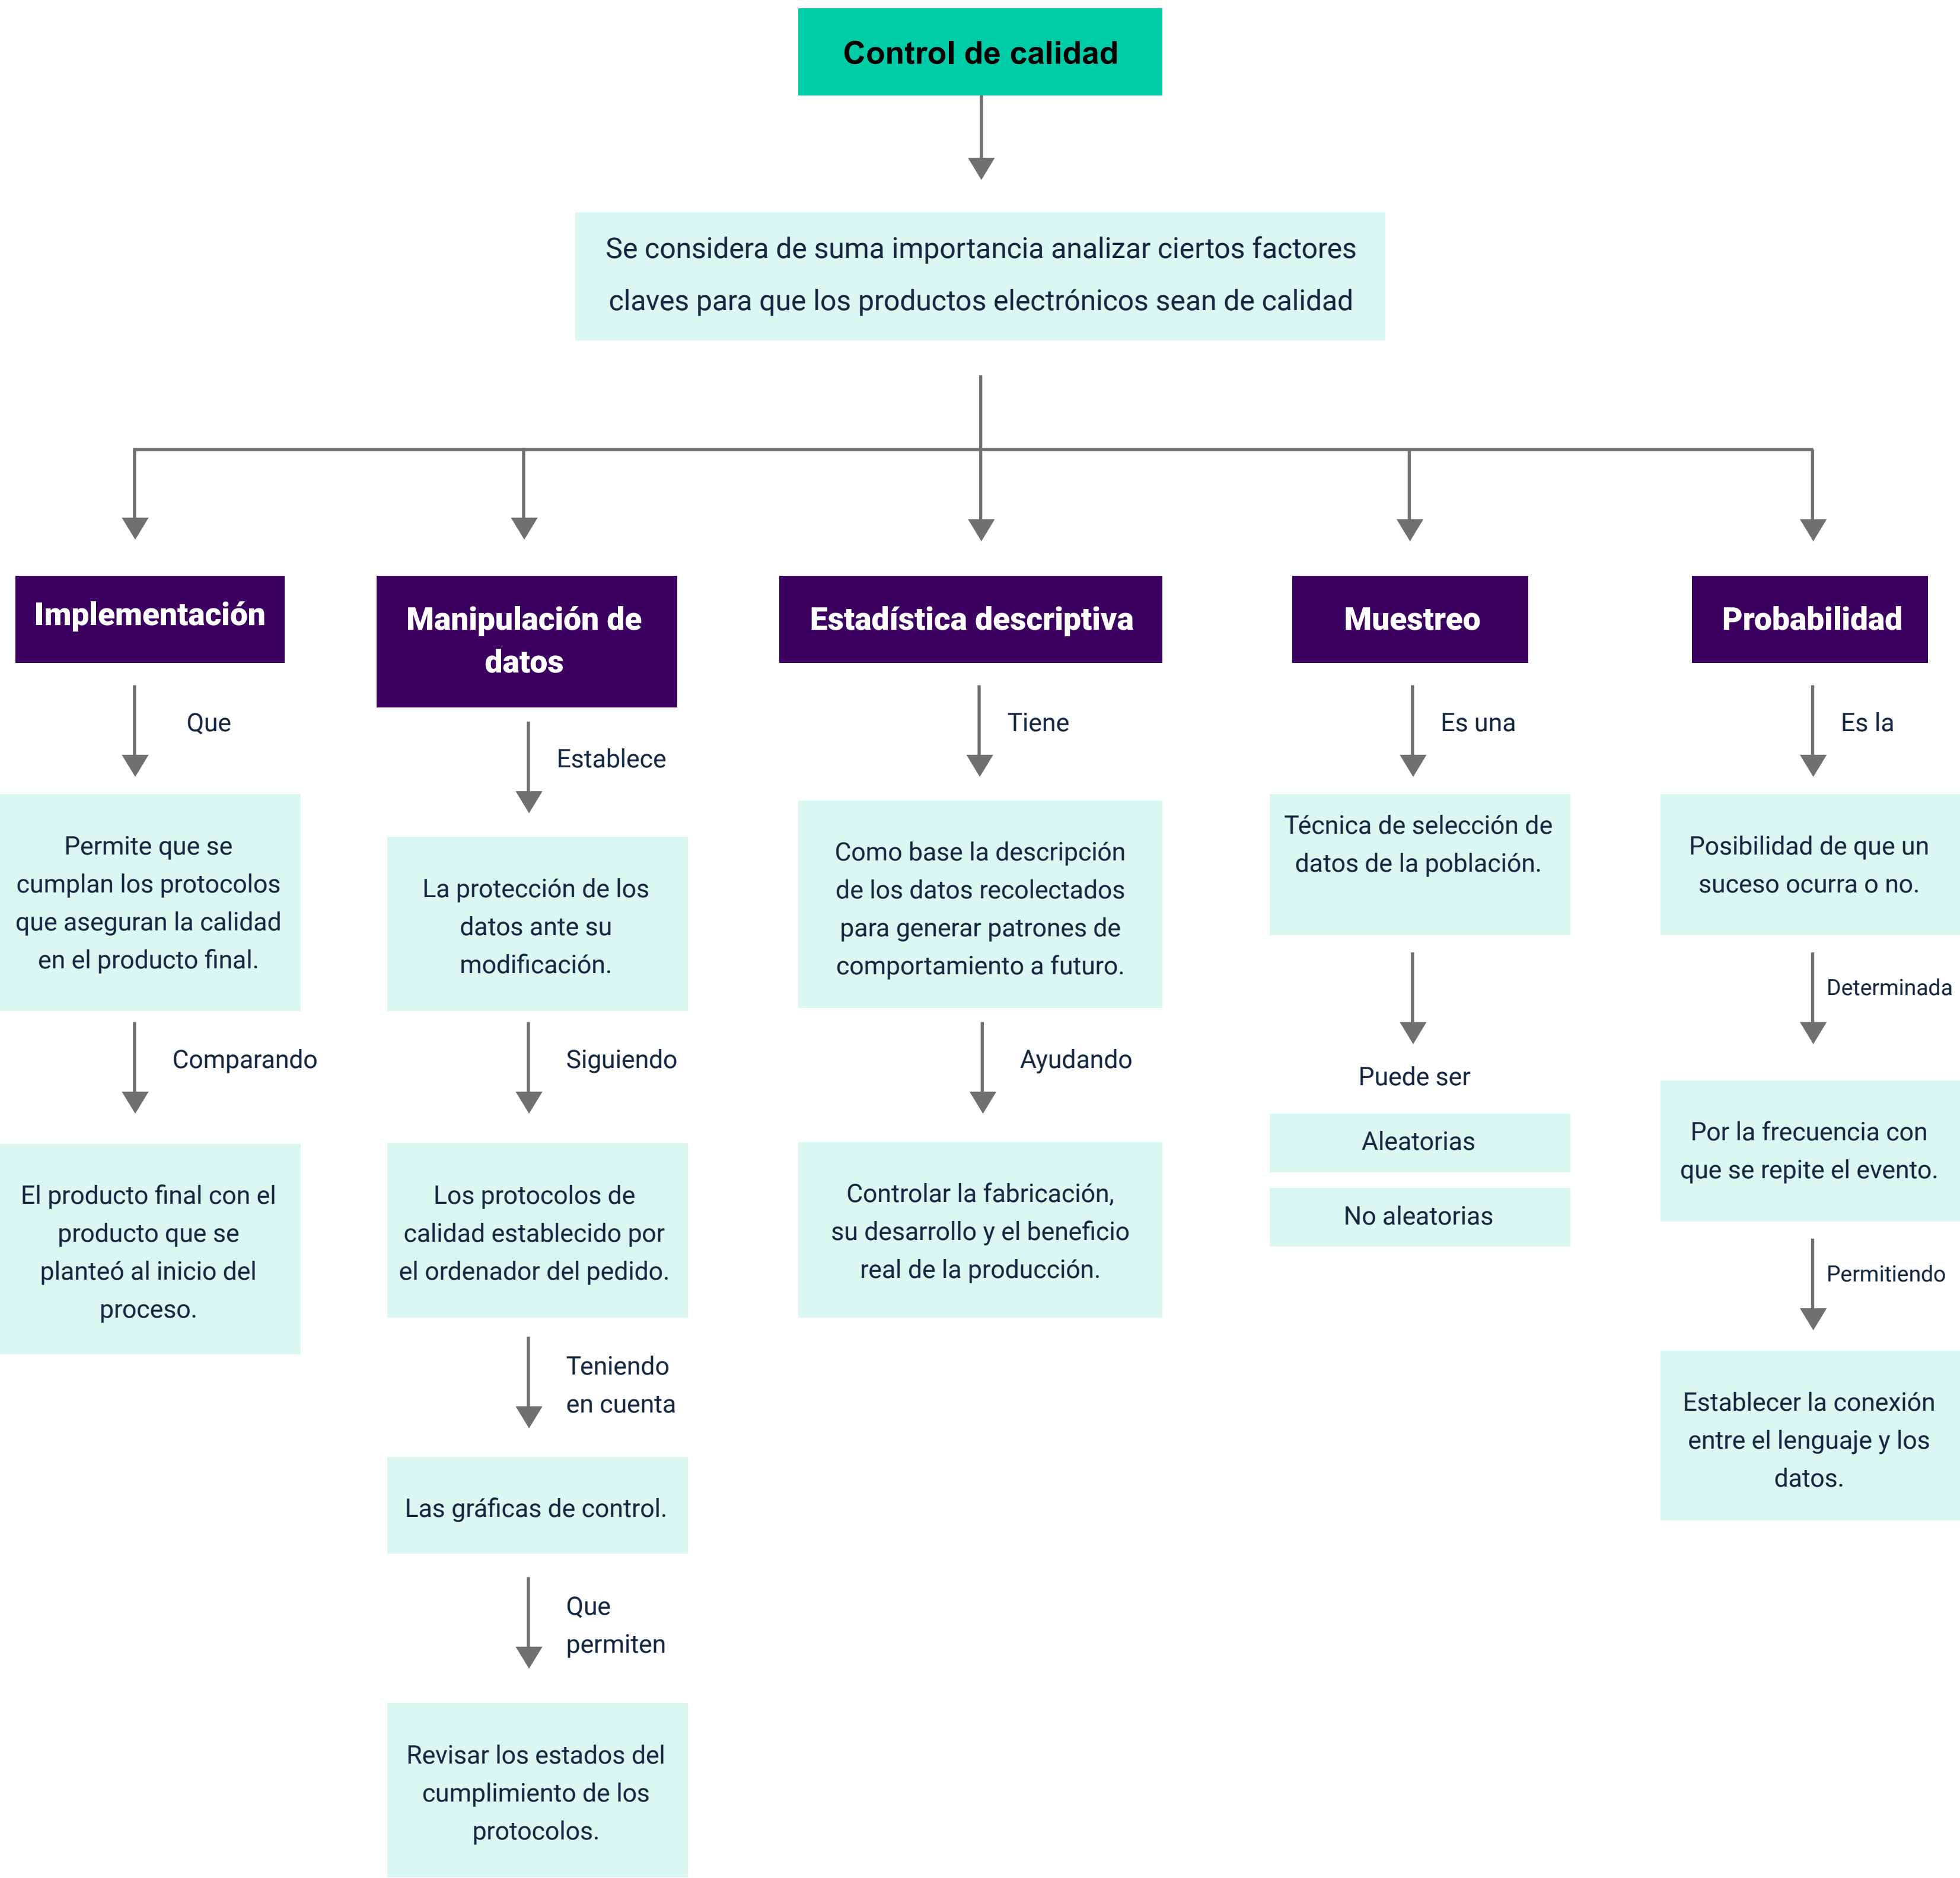 Control de calidad
Se considera de suma importancia analizar ciertos factores
claves para que los productos electrónicos sean de calidad
Implementación
Que
Permite que se
cumplan los protocolos
que aseguran la calidad
en el producto final.
Comparando
El producto final con el
producto que se
planteó al inicio del
proceso.
Manipulación de
datos
Establece
La protección de los
datos ante su
modificación.
Siguiendo
Los protocolos de
calidad establecido por
el ordenador del pedido.
Teniendo
en cuenta
Las gráficas de control.
Que
permiten
Revisar los estados del
cumplimiento de los
protocolos.
Estadística descriptiva
Tiene
Como base la descripción
de los datos recolectados
para generar patrones de
comportamiento a futuro.
Ayudando
Controlar la fabricación,
su desarrollo y el beneficio
real de la producción.
Muestreo
Es una
Técnica de selección de
datos de la población.
Puede ser
Aleatorias
No aleatorias
Probabilidad
Es la
Posibilidad de que un
suceso ocurra o no.
Determinada
Por la frecuencia con
que se repite el evento.
Permitiendo
Establecer la conexión
entre el lenguaje y los
datos.